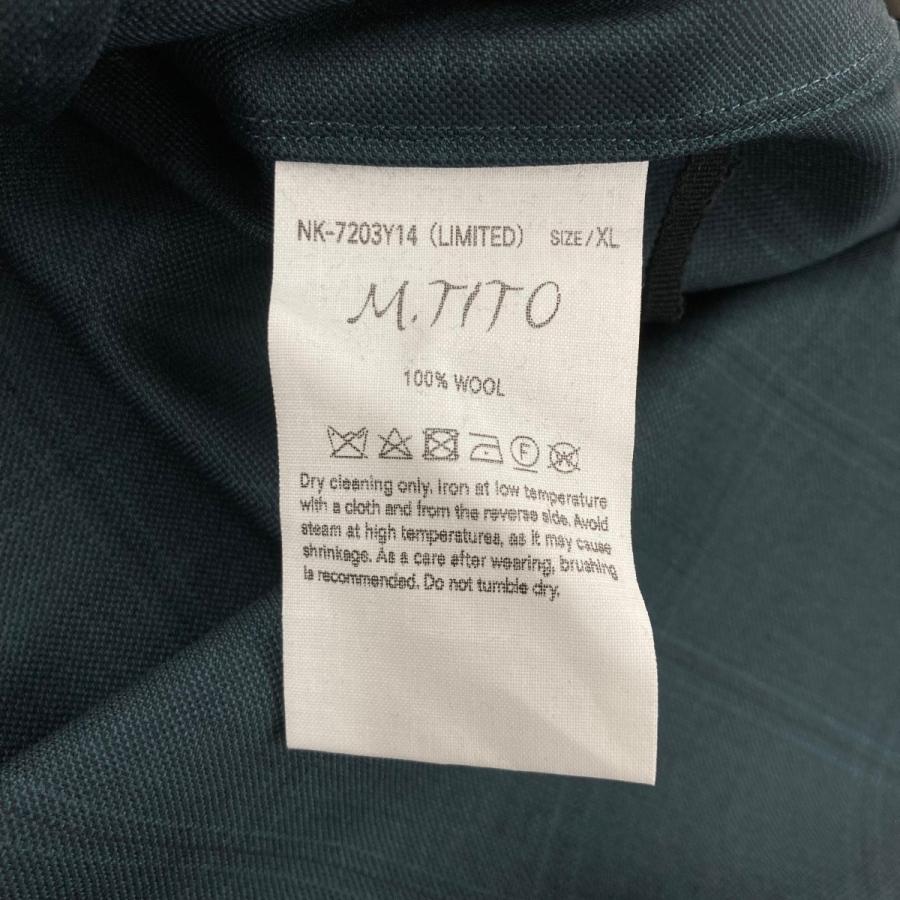 NK-7203Y14 (LIMITED) SIZE/XL
M.TITO
100% WOOL
F W
Dry cleaning only. Iron at low temperature
with a cloth and from the reverse side. Avoid
steam at high temperatures, as it may cause
shrinkage. As a care after wearing, brushing
is recommended. Do not tumble dry.